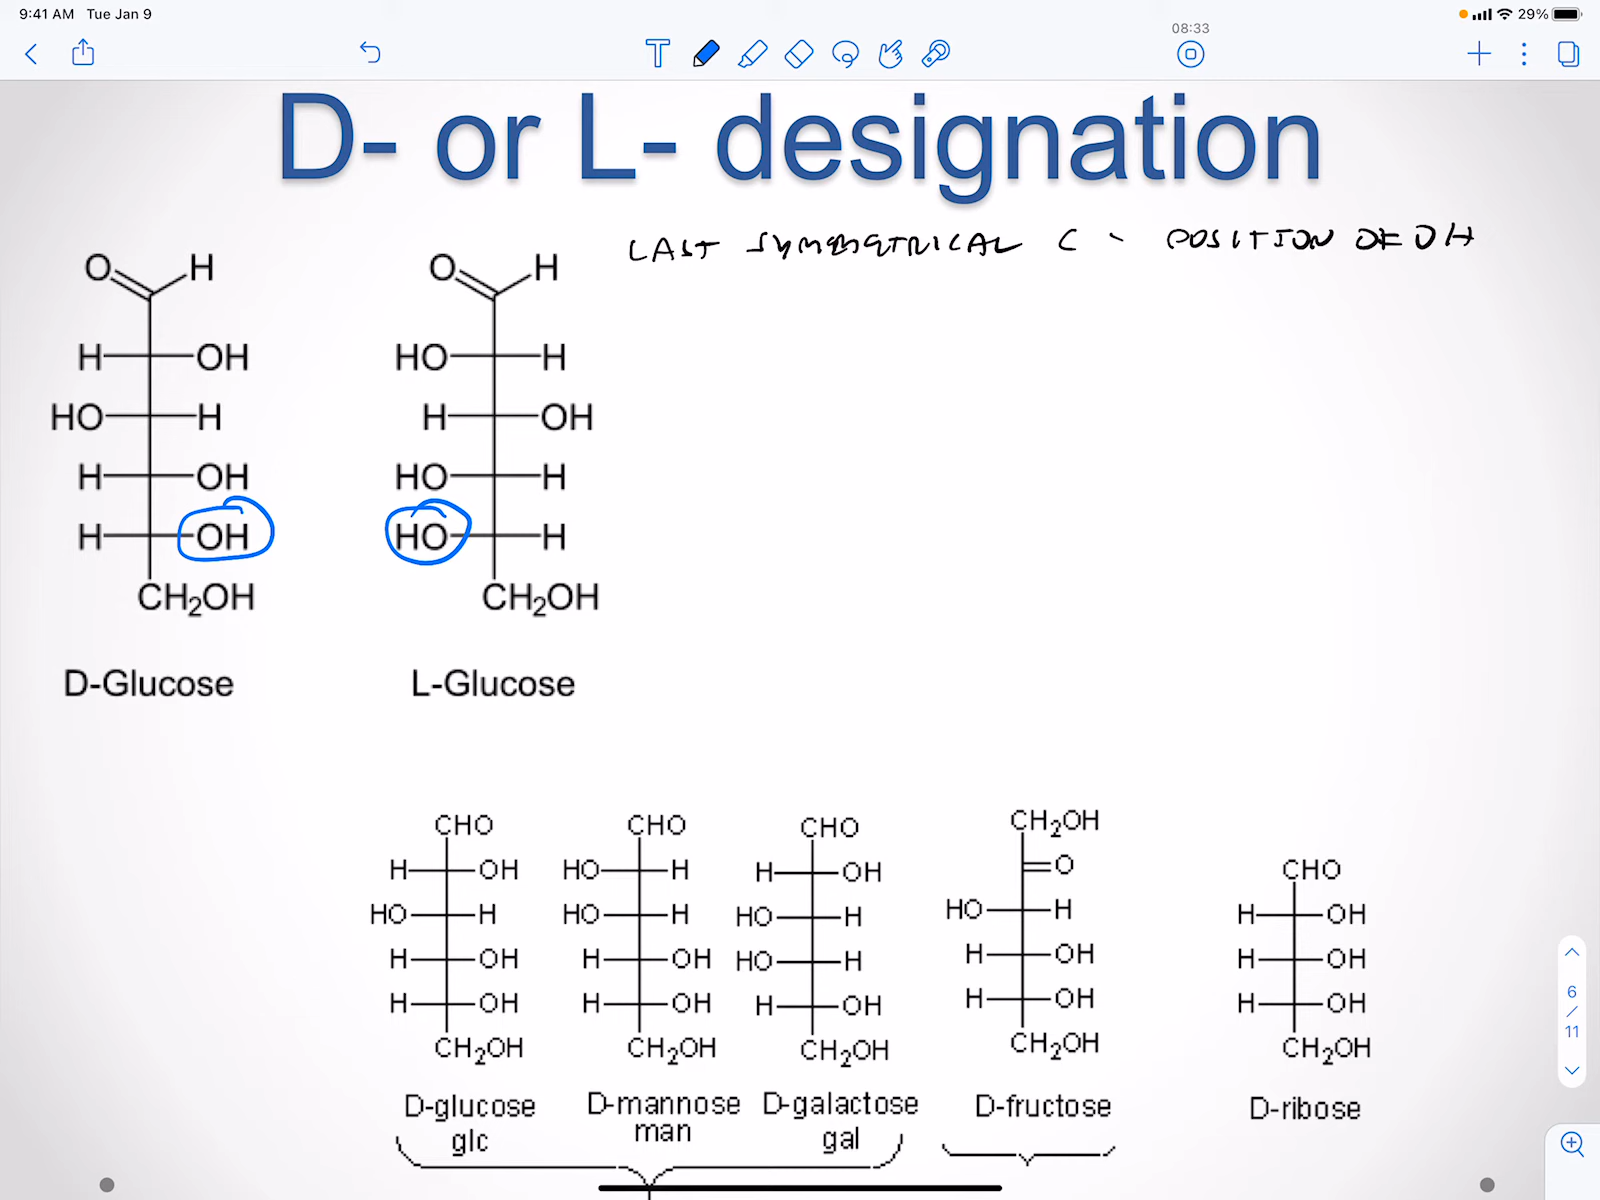 9:41 AM Tue Jan 9
29%
08:33
D- or L- designation
LAST SYMMETRICAL C - POSITION OF OH
O H O H
H OH HO H
HO H H OH
H OH HO H
H OH HO H
CH₂OH CH₂OH
D-Glucose L-Glucose
CHO CHO CHO CH₂OH
H OH HO H H OH O CHO
HO H HO H HO H HO H H OH
H OH H OH HO H H OH H OH
H OH H OH H OH H OH H OH
CH₂OH CH₂OH CH₂OH CH₂OH CH₂OH
D-glucose D-mannose D-galactose D-fructose D-ribose
glc man gal
6
/
11